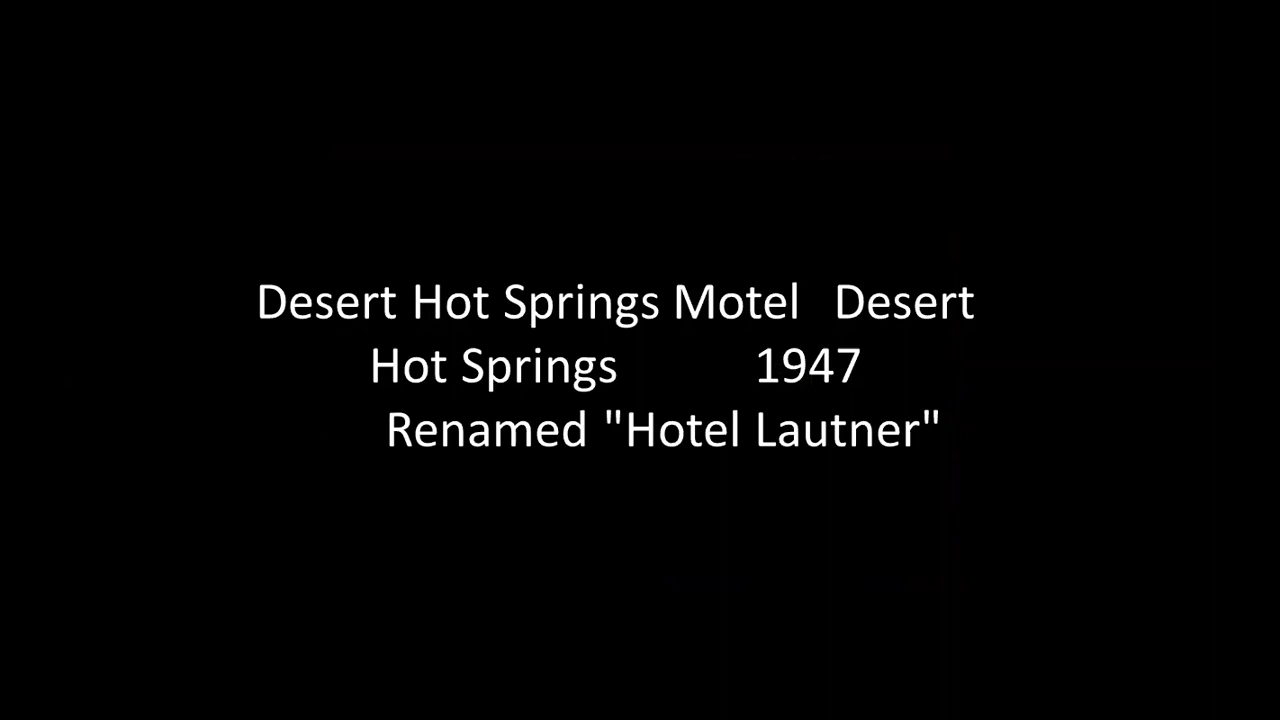 Desert Hot Springs Motel Desert
Hot Springs 1947
Renamed "Hotel Lautner"